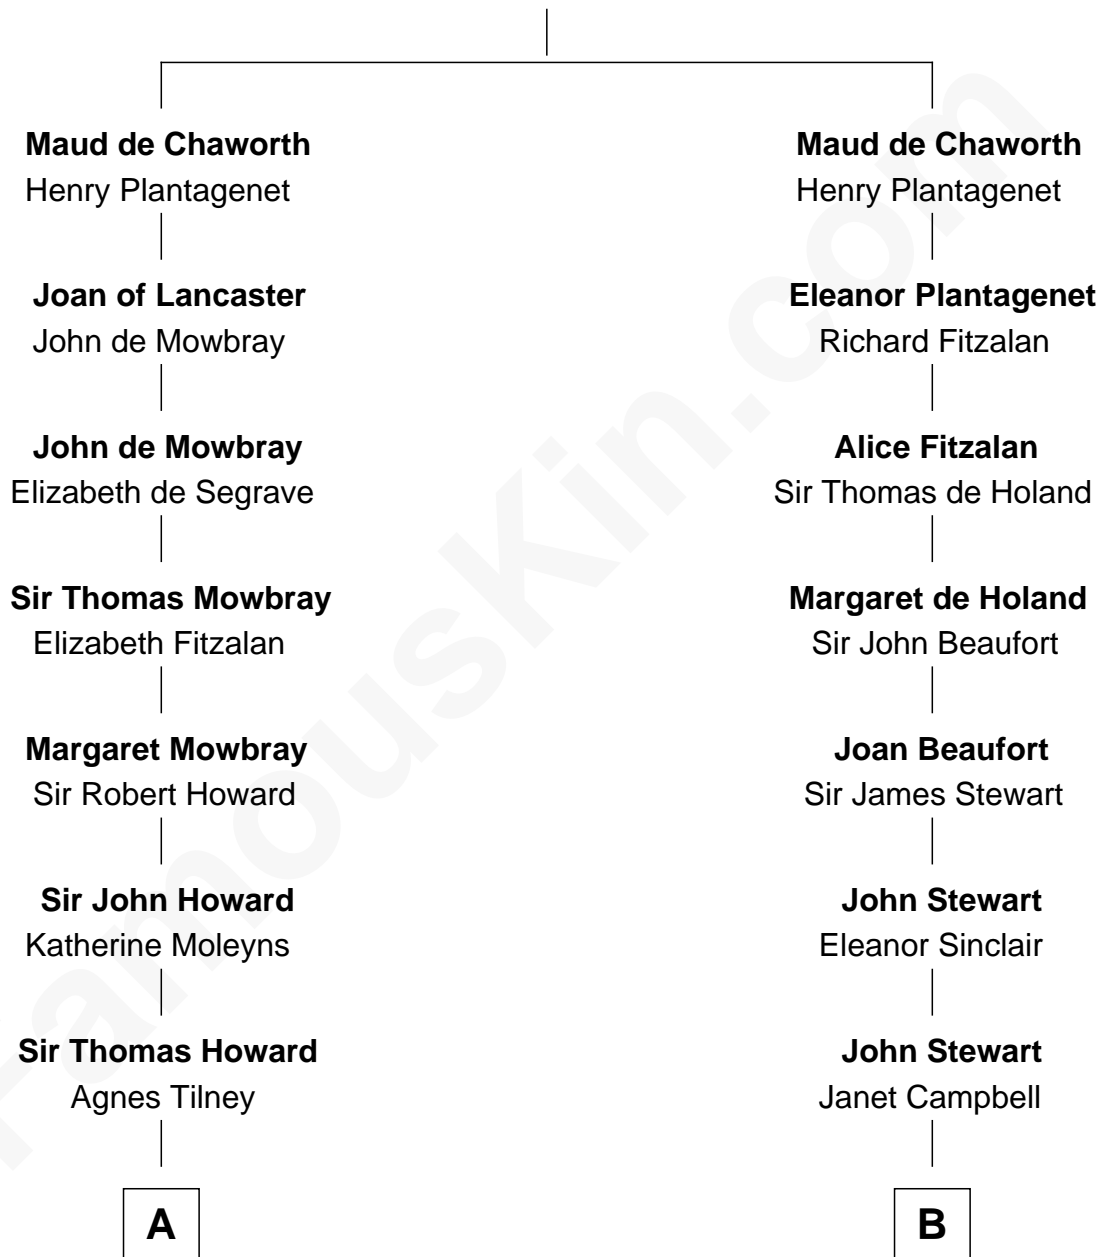 Maud de Chaworth
Henry Plantagenet
Joan of Lancaster
John de Mowbray
John de Mowbray
Elizabeth de Segrave
Sir Thomas Mowbray
Elizabeth Fitzalan
Margaret Mowbray
Sir Robert Howard
Sir John Howard
Katherine Moleyns
Sir Thomas Howard
Agnes Tilney
A
Maud de Chaworth
Henry Plantagenet
Eleanor Plantagenet
Richard Fitzalan
Alice Fitzalan
Sir Thomas de Holand
Margaret de Holand
Sir John Beaufort
Joan Beaufort
Sir James Stewart
John Stewart
Eleanor Sinclair
John Stewart
Janet Campbell
B
FamousKin.com